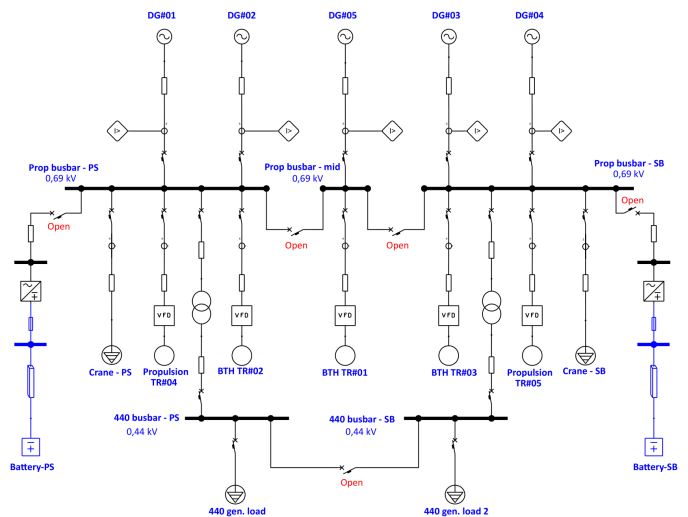 DG#01
DG#02
DG#05
DG#03
DG#04
I>
I>
I>
I>
I>
Prop busbar - PS
0,69 kV
Prop busbar - mid
0,69 kV
Prop busbar - SB
0,69 kV
Open
Open
Open
Open
VFD
VFD
VFD
VFD
VFD
Crane - PS
Propulsion
TR#04
BTH TR#02
BTH TR#01
BTH TR#03
Propulsion
TR#05
Crane - SB
440 busbar - PS
0,44 kV
440 busbar - SB
0,44 kV
Open
Battery-PS
Battery-SB
440 gen. load
440 gen. load 2